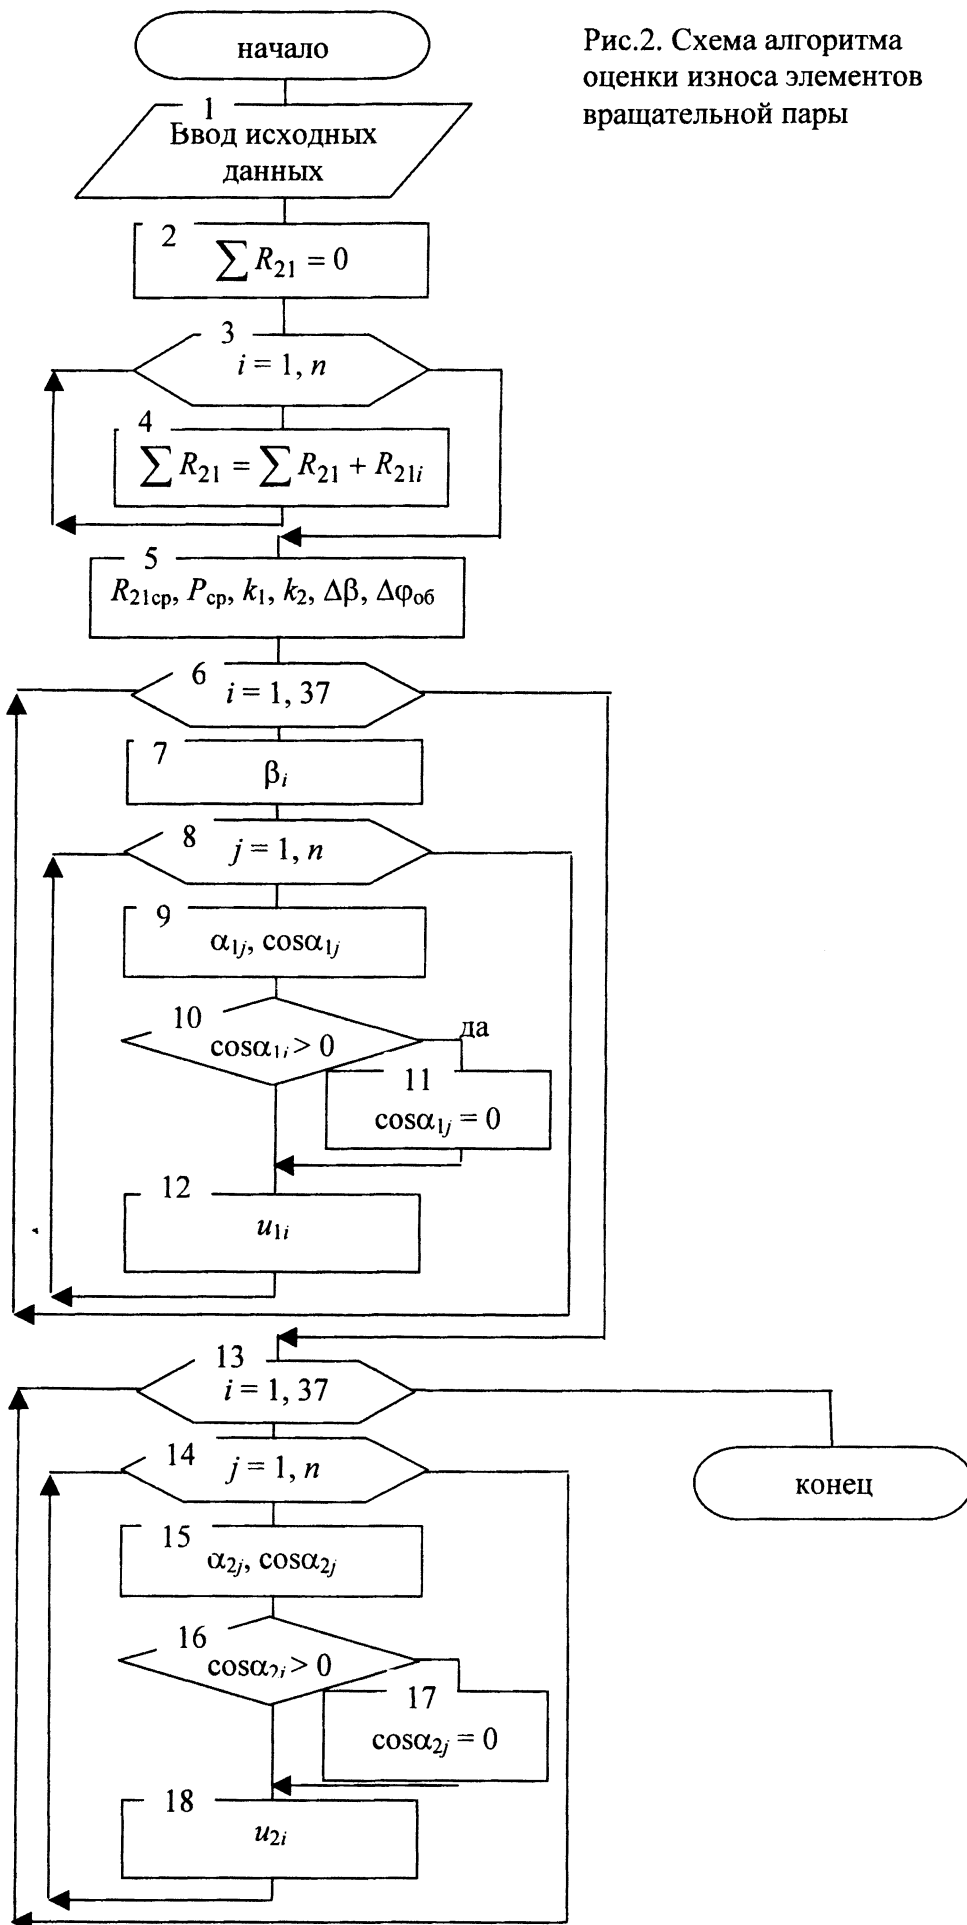 начало
Рис.2. Схема алгоритма
оценки износа элементов
вращательной пары
1
Ввод исходных
данных
2
∑ R₂₁ = 0
3
i = 1, n
4
∑ R₂₁ = ∑ R₂₁ + R₂₁ᵢ
5
R₂₁ср, Pср, k₁, k₂, Δβ, Δφоб
6
i = 1, 37
7
βᵢ
8
j = 1, n
9
α₁ⱼ, cosα₁ⱼ
10
cosα₁ⱼ > 0
да
11
cosα₁ⱼ = 0
12
u₁ᵢ
13
i = 1, 37
14
j = 1, n
конец
15
α₂ⱼ, cosα₂ⱼ
16
cosα₂ⱼ > 0
17
cosα₂ⱼ = 0
18
u₂ᵢ